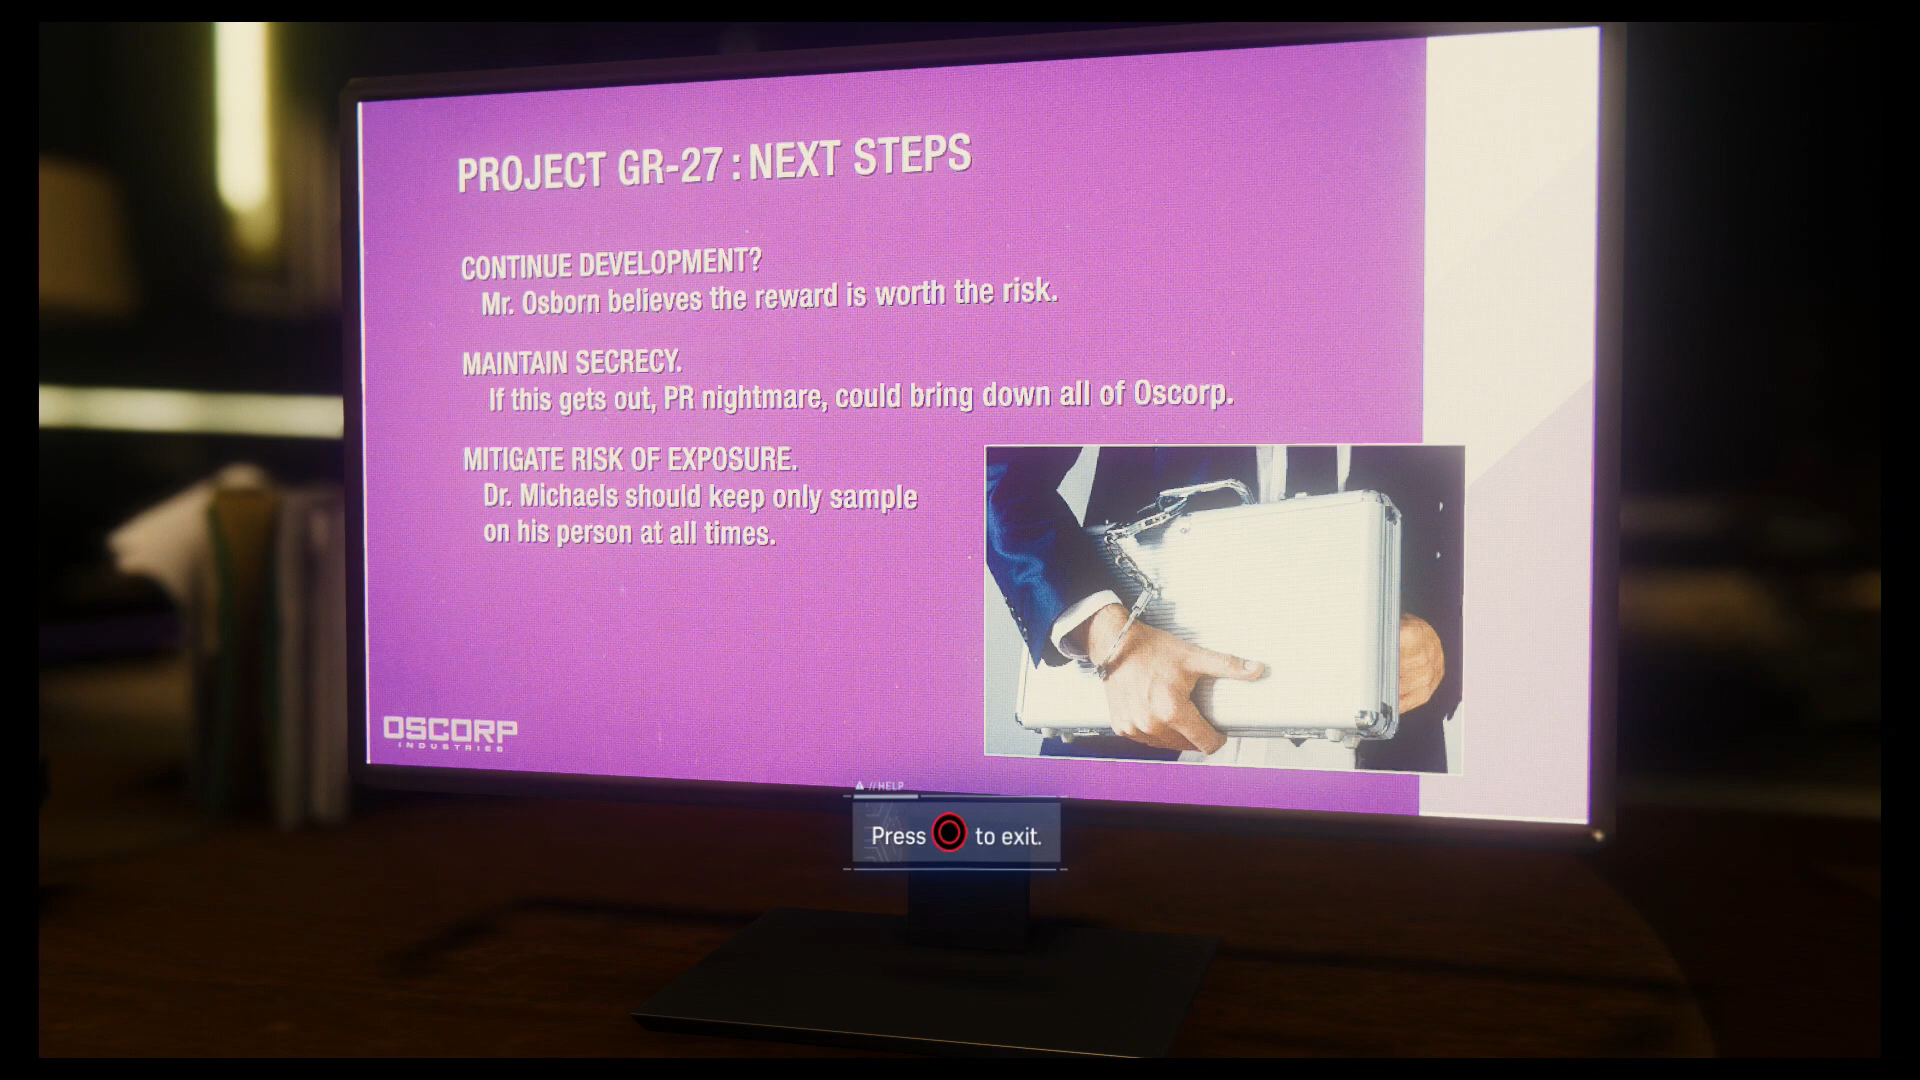 PROJECT GR-27 : NEXT STEPS
CONTINUE DEVELOPMENT?
Mr. Osborn believes the reward is worth the risk.
MAINTAIN SECRECY.
If this gets out, PR nightmare, could bring down all of Oscorp.
MITIGATE RISK OF EXPOSURE.
Dr. Michaels should keep only sample
on his person at all times.
OSCORP
INDUSTRIES
//HELP
Press to exit.